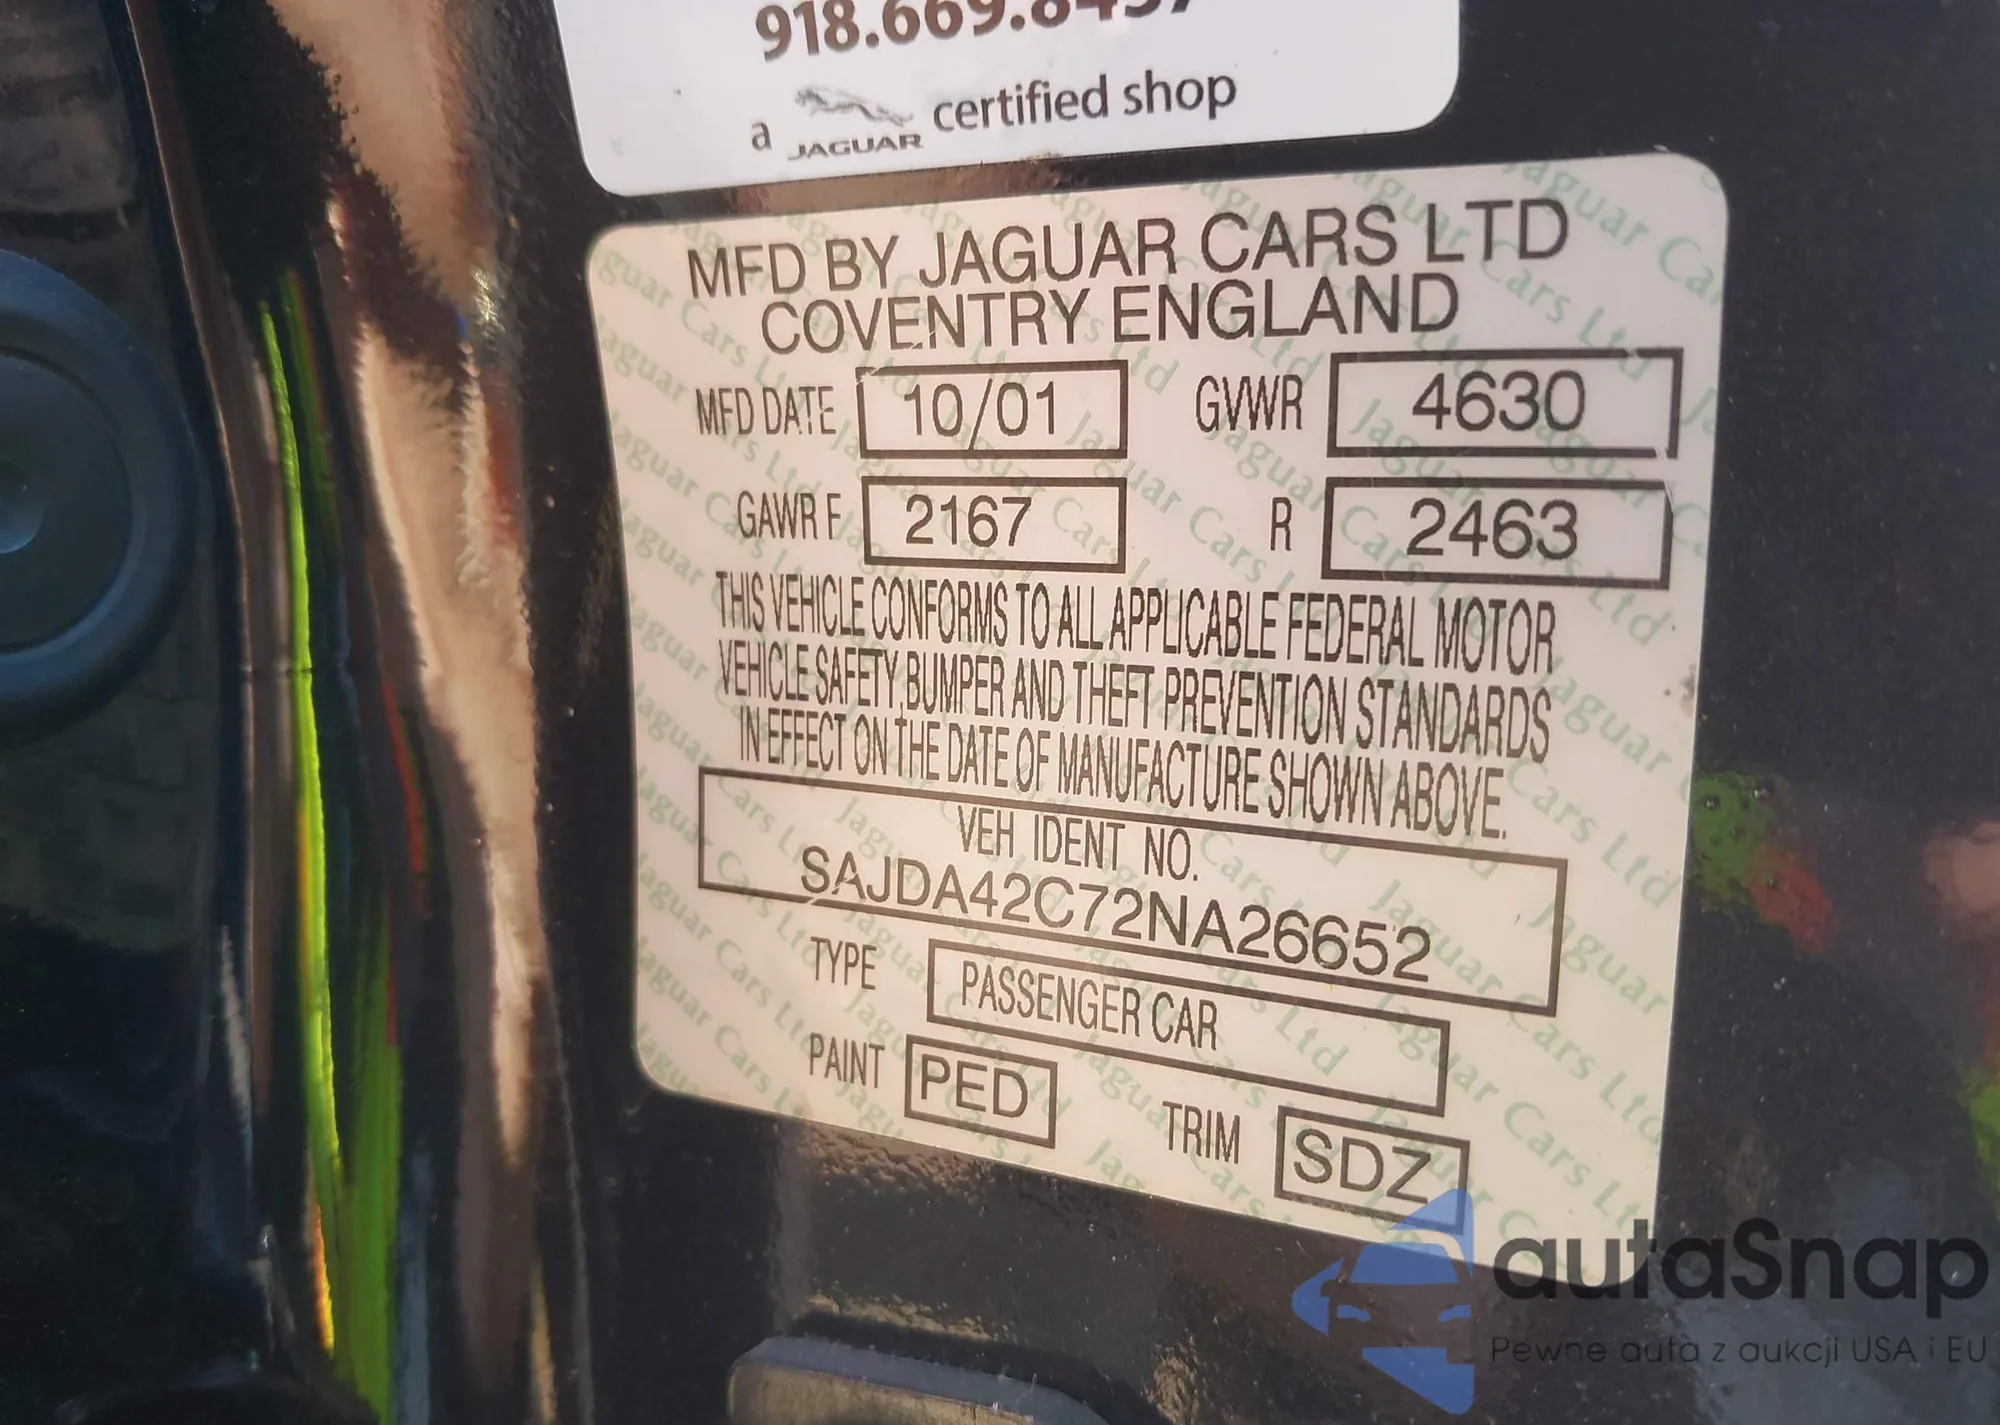 918.669.8457
a JAGUAR certified shop
MFD BY JAGUAR CARS LTD
COVENTRY ENGLAND
MFD DATE 10/01 GVWR 4630
GAWR F 2167 R 2463
THIS VEHICLE CONFORMS TO ALL APPLICABLE FEDERAL MOTOR
VEHICLE SAFETY, BUMPER AND THEFT PREVENTION STANDARDS
IN EFFECT ON THE DATE OF MANUFACTURE SHOWN ABOVE.
VEH IDENT NO.
SAJDA42C72NA26652
TYPE PASSENGER CAR
PAINT PED TRIM SDZ
autaSnap
Pewne auta z aukcji USA i EU